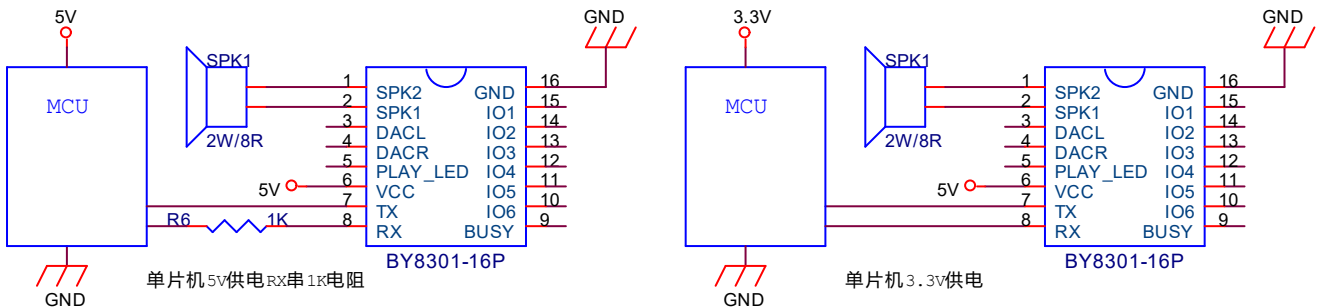 5V
GND
SPK1
MCU
2W/8R
1 SPK2 GND 16
2 SPK1 IO1 15
3 DACL IO2 14
4 DACR IO3 13
5 PLAY_LED IO4 12
5V 6 VCC IO5 11
7 TX IO6 10
R6 1K 8 RX BUSY 9
BY8301-16P
单片机5V供电RX串1K电阻
GND
3.3V
GND
SPK1
MCU
2W/8R
1 SPK2 GND 16
2 SPK1 IO1 15
3 DACL IO2 14
4 DACR IO3 13
5 PLAY_LED IO4 12
5V 6 VCC IO5 11
7 TX IO6 10
8 RX BUSY 9
BY8301-16P
单片机3.3V供电
GND